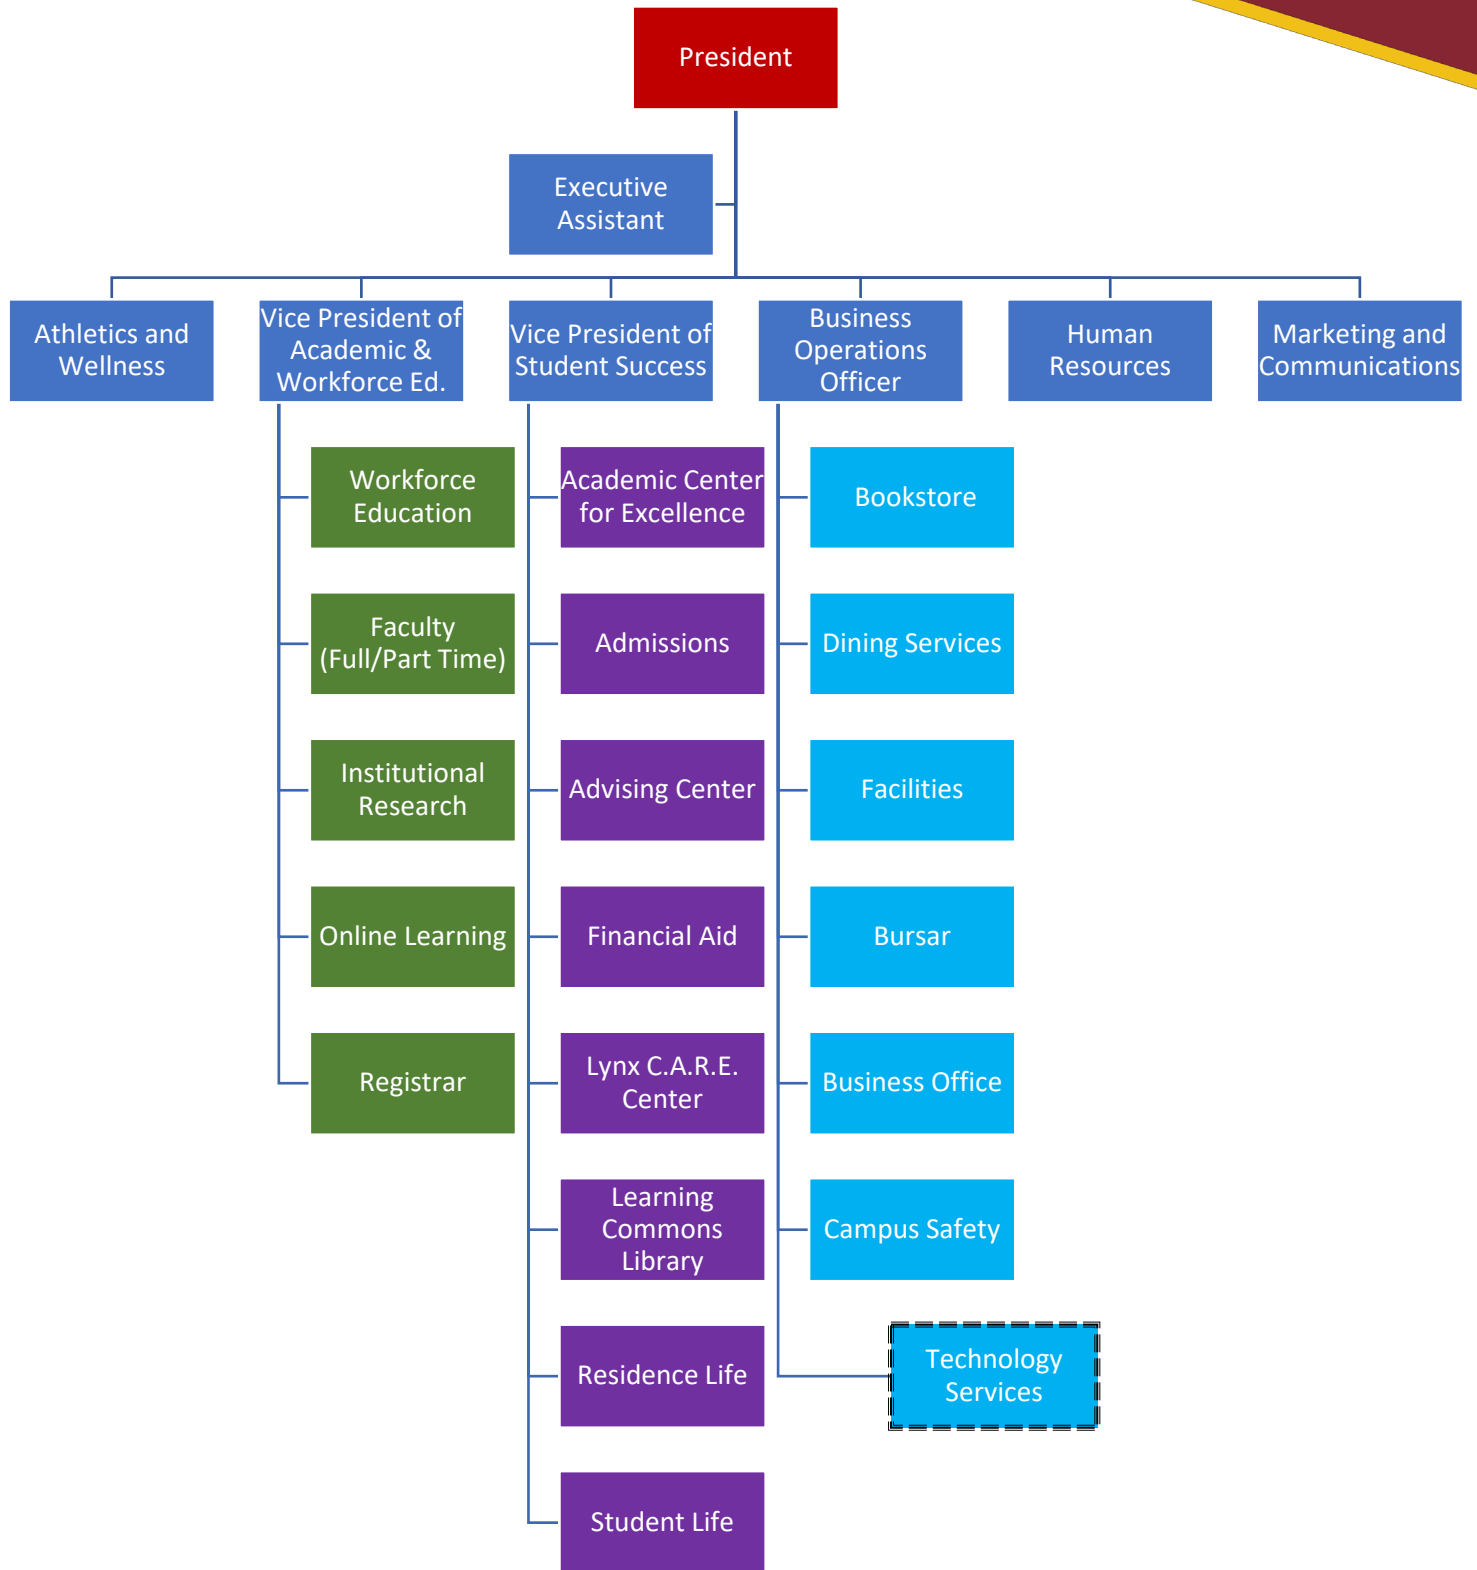 President
Executive
Assistant
Athletics and
Wellness
Vice President of
Academic &
Workforce Ed.
Vice President of
Student Success
Business
Operations
Officer
Human
Resources
Marketing and
Communications
Workforce
Education
Faculty
(Full/Part Time)
Institutional
Research
Online Learning
Registrar
Academic Center
for Excellence
Admissions
Advising Center
Financial Aid
Lynx C.A.R.E.
Center
Learning
Commons
Library
Residence Life
Student Life
Bookstore
Dining Services
Facilities
Bursar
Business Office
Campus Safety
Technology
Services